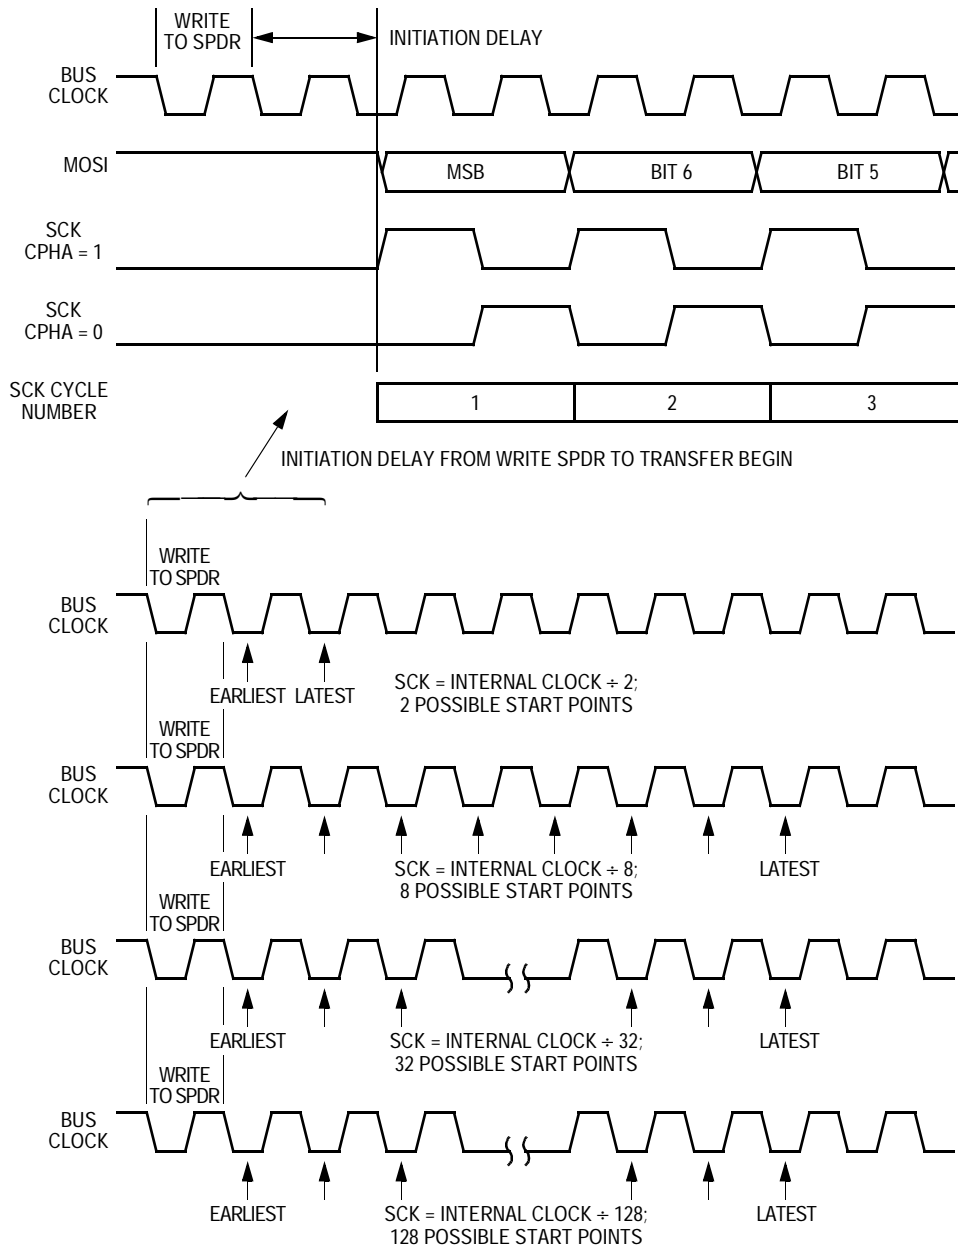 WRITE
TO SPDR
INITIATION DELAY
BUS
CLOCK
MOSI
MSB
BIT 6
BIT 5
SCK
CPHA = 1
SCK
CPHA = 0
SCK CYCLE
NUMBER
1
2
3
INITIATION DELAY FROM WRITE SPDR TO TRANSFER BEGIN
WRITE
TO SPDR
BUS
CLOCK
EARLIEST
LATEST
SCK = INTERNAL CLOCK ÷ 2;
2 POSSIBLE START POINTS
WRITE
TO SPDR
BUS
CLOCK
EARLIEST
SCK = INTERNAL CLOCK ÷ 8;
8 POSSIBLE START POINTS
LATEST
WRITE
TO SPDR
BUS
CLOCK
EARLIEST
SCK = INTERNAL CLOCK ÷ 32;
32 POSSIBLE START POINTS
LATEST
WRITE
TO SPDR
BUS
CLOCK
EARLIEST
SCK = INTERNAL CLOCK ÷ 128;
128 POSSIBLE START POINTS
LATEST